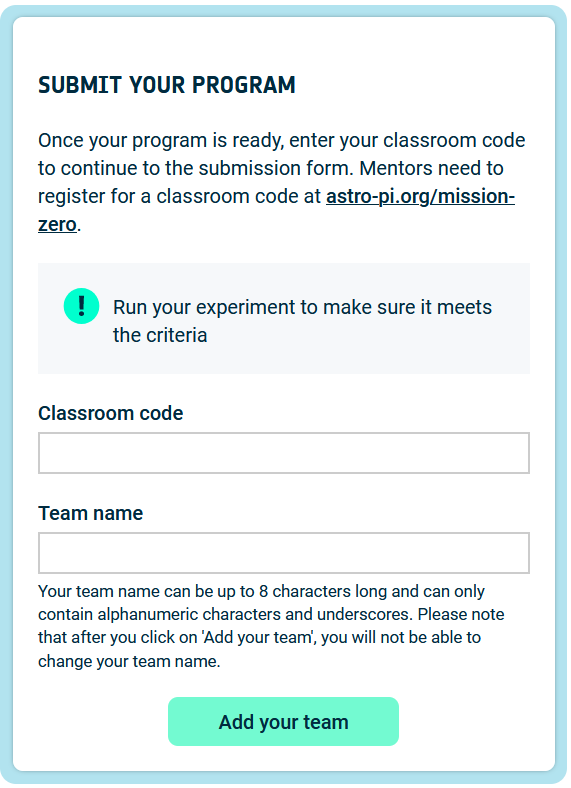 SUBMIT YOUR PROGRAM
Once your program is ready, enter your classroom code
to continue to the submission form. Mentors need to
register for a classroom code at astro-pi.org/mission-
zero.
! Run your experiment to make sure it meets
the criteria
Classroom code
Team name
Your team name can be up to 8 characters long and can only
contain alphanumeric characters and underscores. Please note
that after you click on 'Add your team', you will not be able to
change your team name.
Add your team